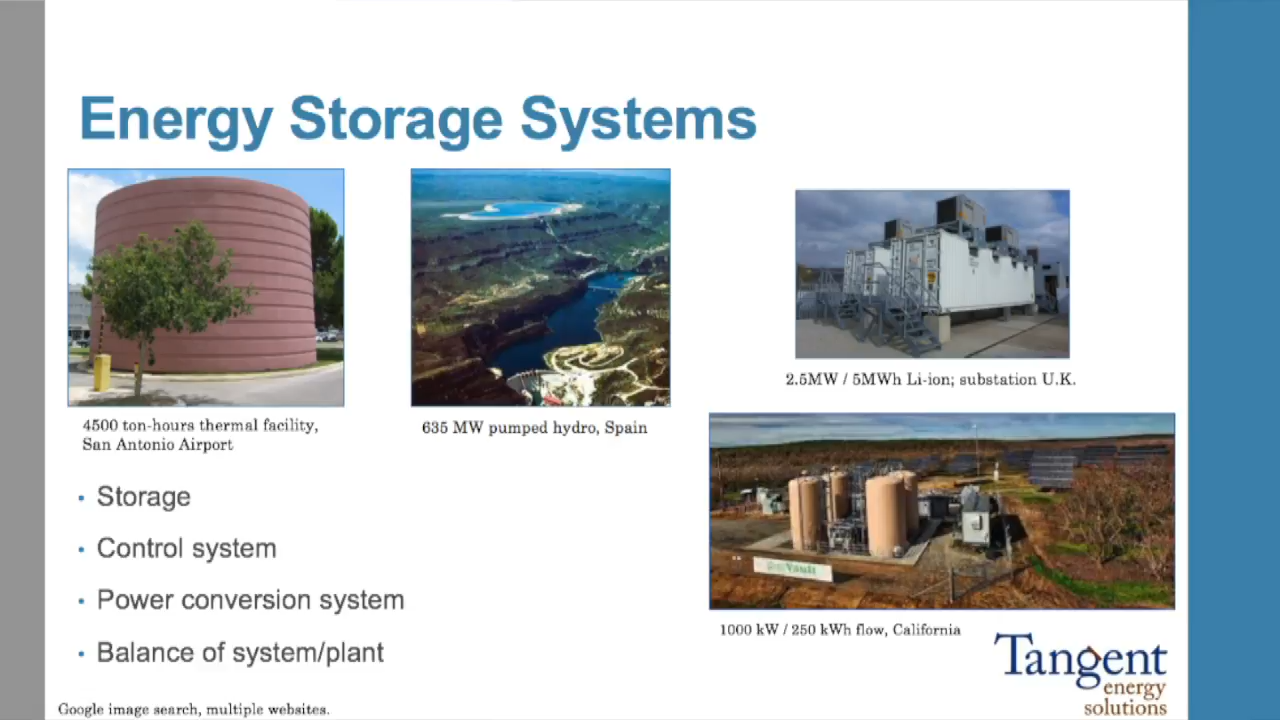 Energy Storage Systems
4500 ton-hours thermal facility,
San Antonio Airport
635 MW pumped hydro, Spain
2.5MW / 5MWh Li-ion; substation U.K.
1000 kW / 250 kWh flow, California
• Storage
• Control system
• Power conversion system
• Balance of system/plant
Google image search, multiple websites.
Tangent
energy
solutions